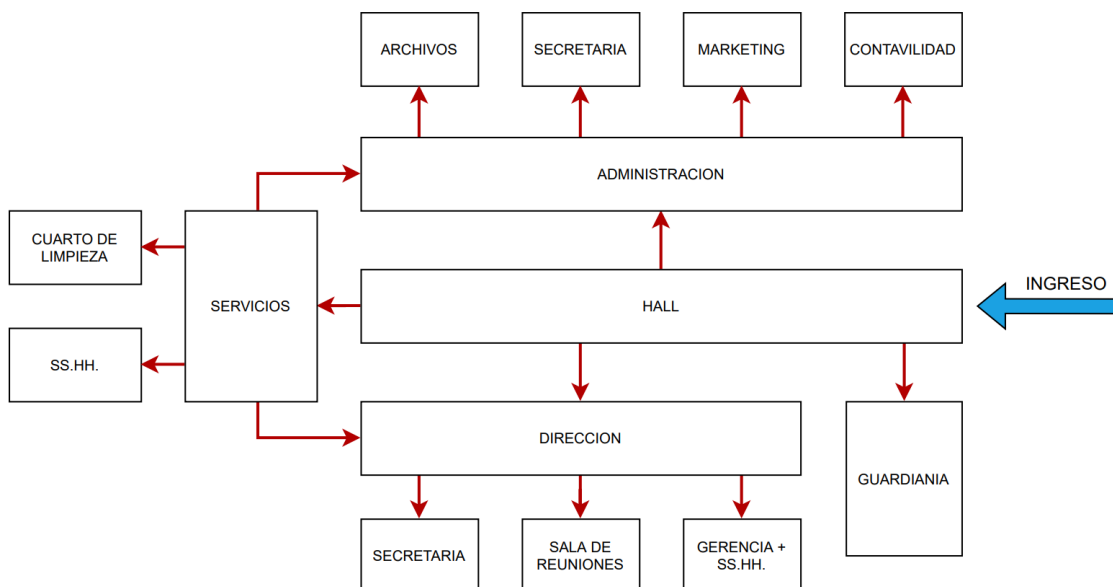 ARCHIVOS
SECRETARIA
MARKETING
CONTAVILIDAD
ADMINISTRACION
CUARTO DE
LIMPIEZA
SERVICIOS
HALL
INGRESO
SS.HH.
DIRECCION
GUARDIANIA
SECRETARIA
SALA DE
REUNIONES
GERENCIA +
SS.HH.